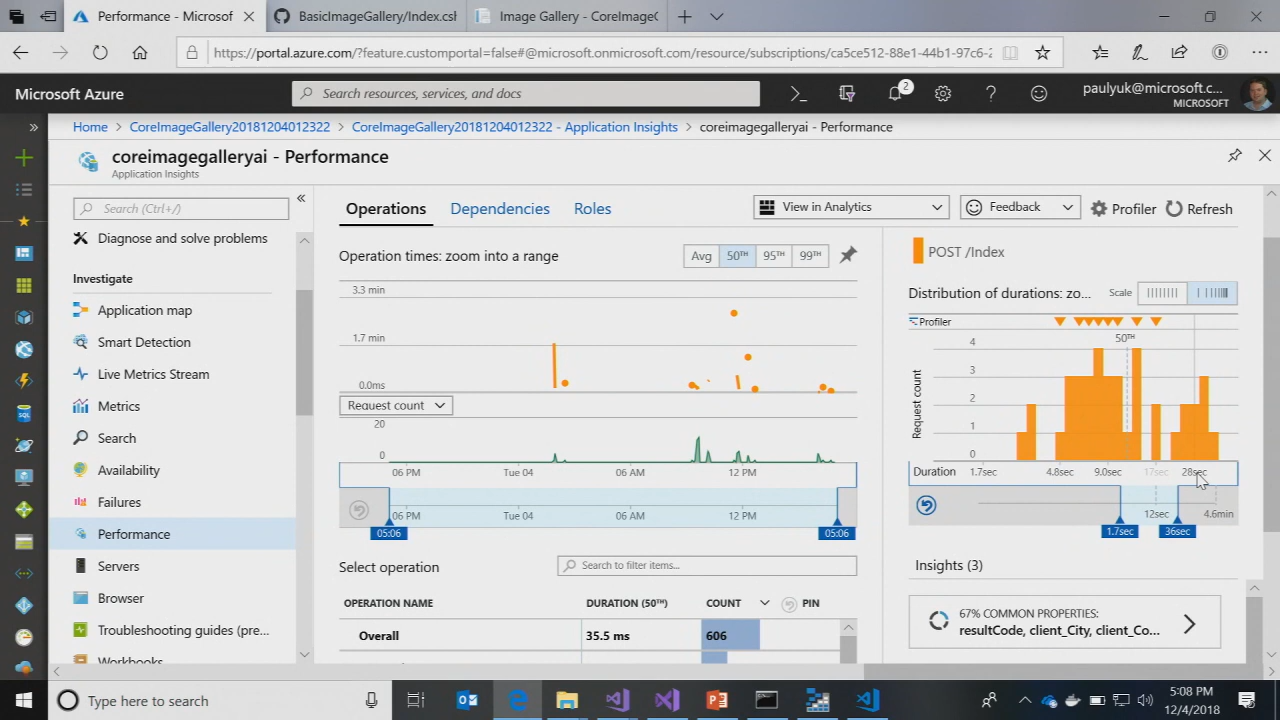 Performance - Microsof
BasicImageGallery/Index.csh
Image Gallery - CoreImageG
https://portal.azure.com/?feature.customportal=false#@microsoft.onmicrosoft.com/resource/subscriptions/ca5ce512-88e1-44b1-97c6-2
Microsoft Azure
Search resources, services, and docs
2
paulyuk@microsoft.c...
MICROSOFT
Home
CoreImageGallery20181204012322
CoreImageGallery20181204012322 - Application Insights
coreimagegalleryai - Performance
coreimagegalleryai - Performance
Application Insights
Search (Ctrl+/)
Diagnose and solve problems
Investigate
Application map
Smart Detection
Live Metrics Stream
Metrics
Search
Availability
Failures
Performance
Servers
Browser
Troubleshooting guides (pre...
Workbooks
Operations
Dependencies
Roles
View in Analytics
Feedback
Profiler
Refresh
Operation times: zoom into a range
Avg
50TH
95TH
99TH
3.3 min
1.7 min
0.0ms
Request count
20
0
06 PM
Tue 04
06 AM
12 PM
06 PM
Tue 04
06 AM
12 PM
05:06
05:06
Select operation
Search to filter items...
OPERATION NAME
DURATION (50TH)
COUNT
PIN
Overall
35.5 ms
606
POST /Index
Distribution of durations: zo...
Scale
Profiler
50TH
4
3
2
1
0
Request count
Duration
1.7sec
4.8sec
9.0sec
17sec
28sec
12sec
4.6min
1.7sec
36sec
Insights (3)
67% COMMON PROPERTIES:
resultCode, client_City, client_Co...
Type here to search
5:08 PM
12/4/2018